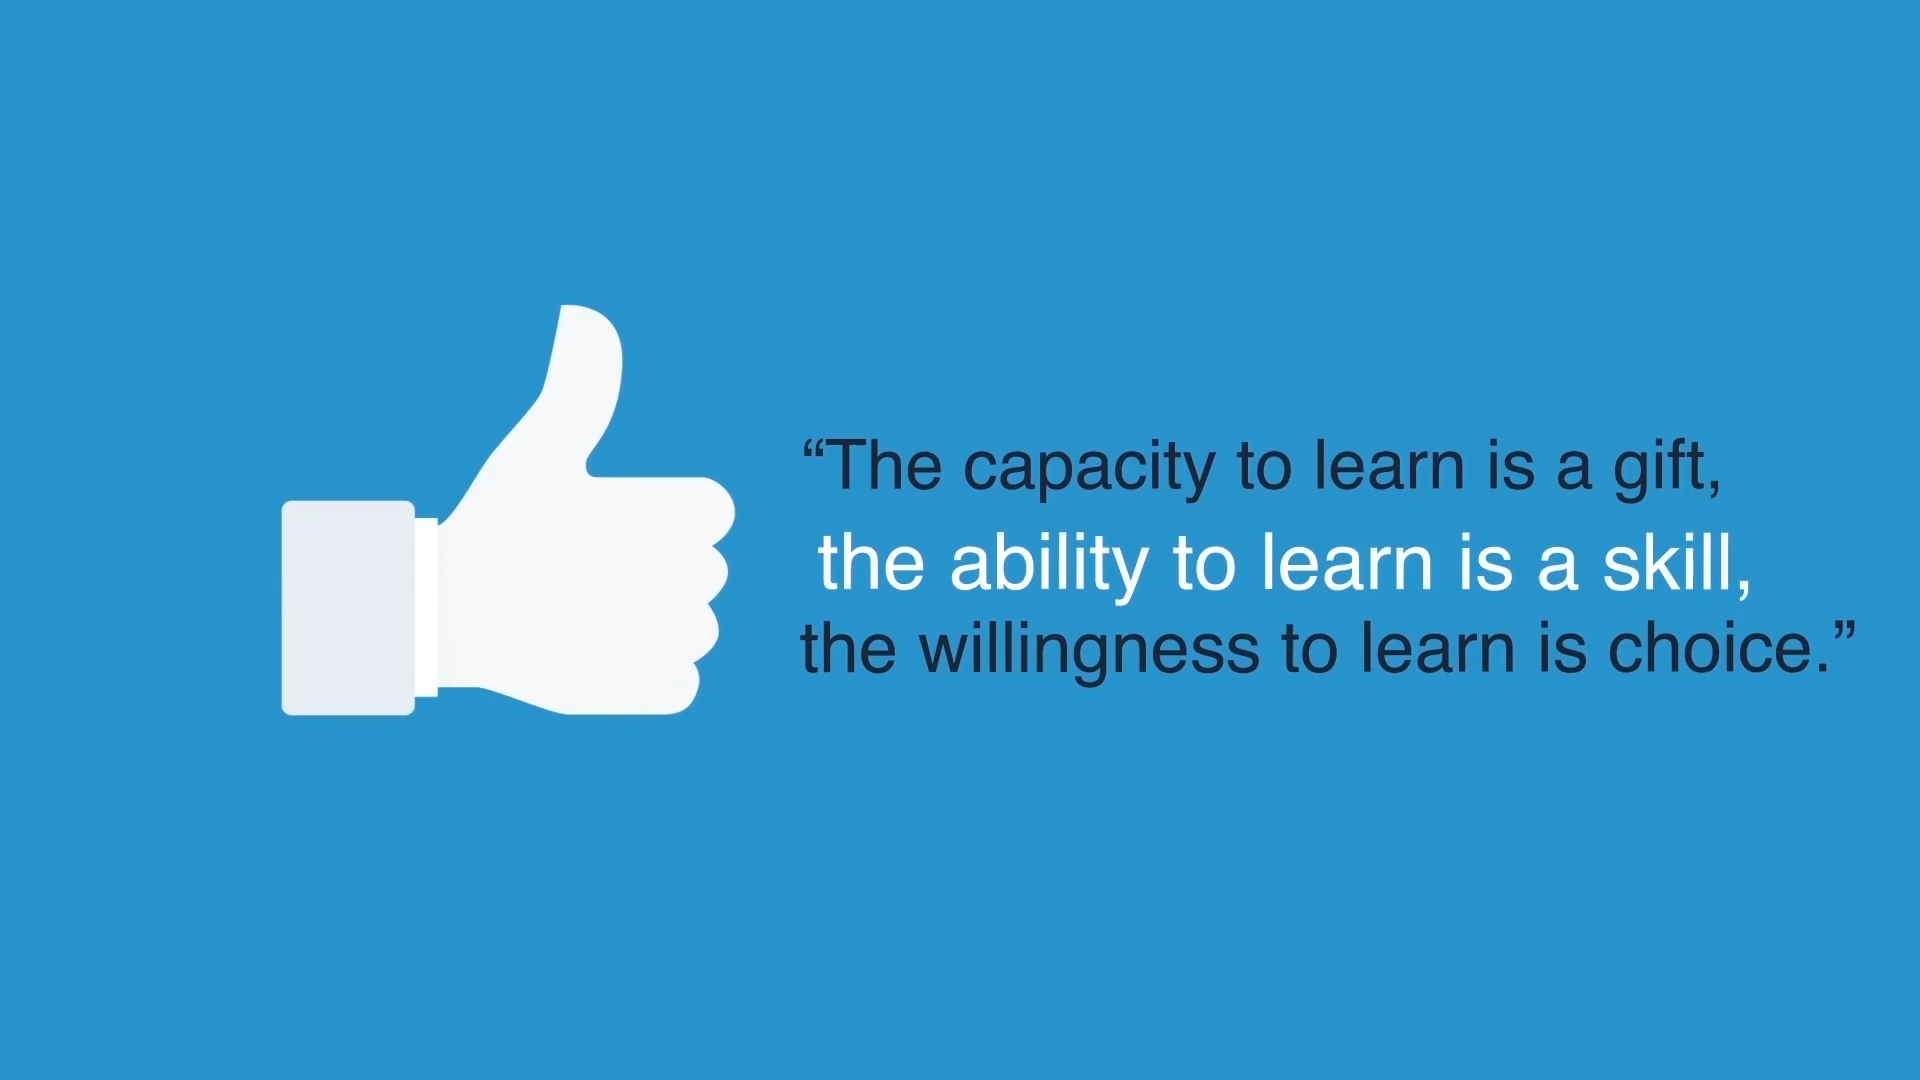 “The capacity to learn is a gift,
the ability to learn is a skill,
the willingness to learn is choice.”